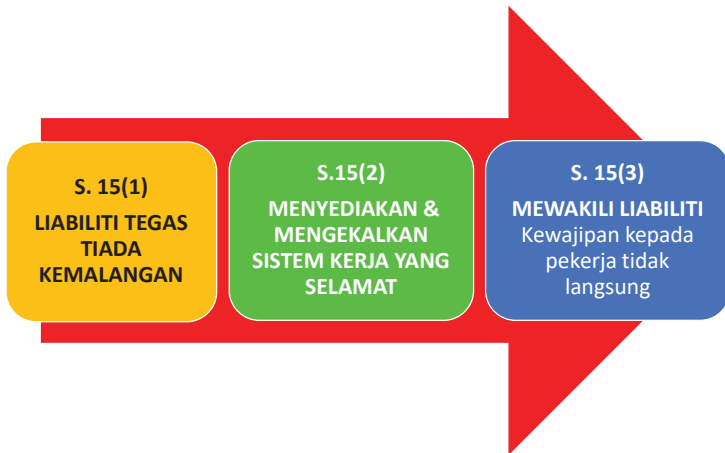 S. 15(1)
LIABILITI TEGAS
TIADA
KEMALANGAN
S.15(2)
MENYEDIAKAN &
MENGEKALKAN
SISTEM KERJA YANG
SELAMAT
S. 15(3)
MEWAKILI LIABILITI
Kewajipan kepada
pekerja tidak
langsung